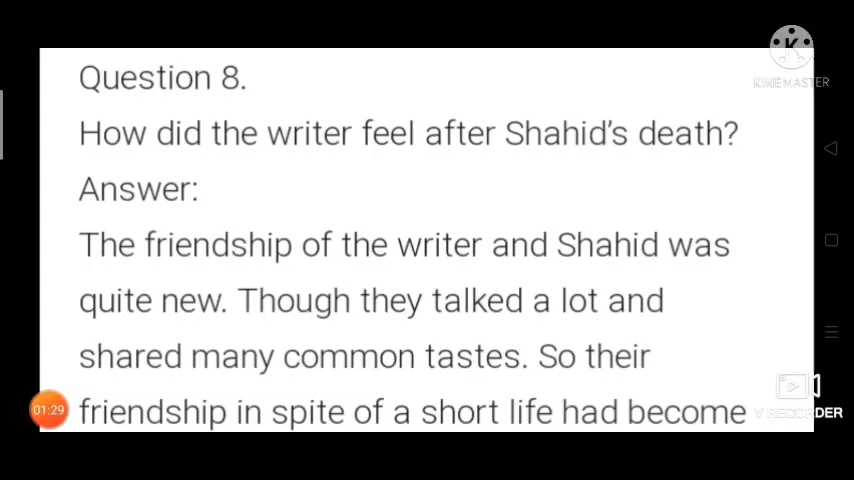 Question 8.
KINEMASTER
How did the writer feel after Shahid's death?
Answer:
The friendship of the writer and Shahid was
quite new. Though they talked a lot and
shared many common tastes. So their
01:29
friendship in spite of a short life had become
V RECORDER